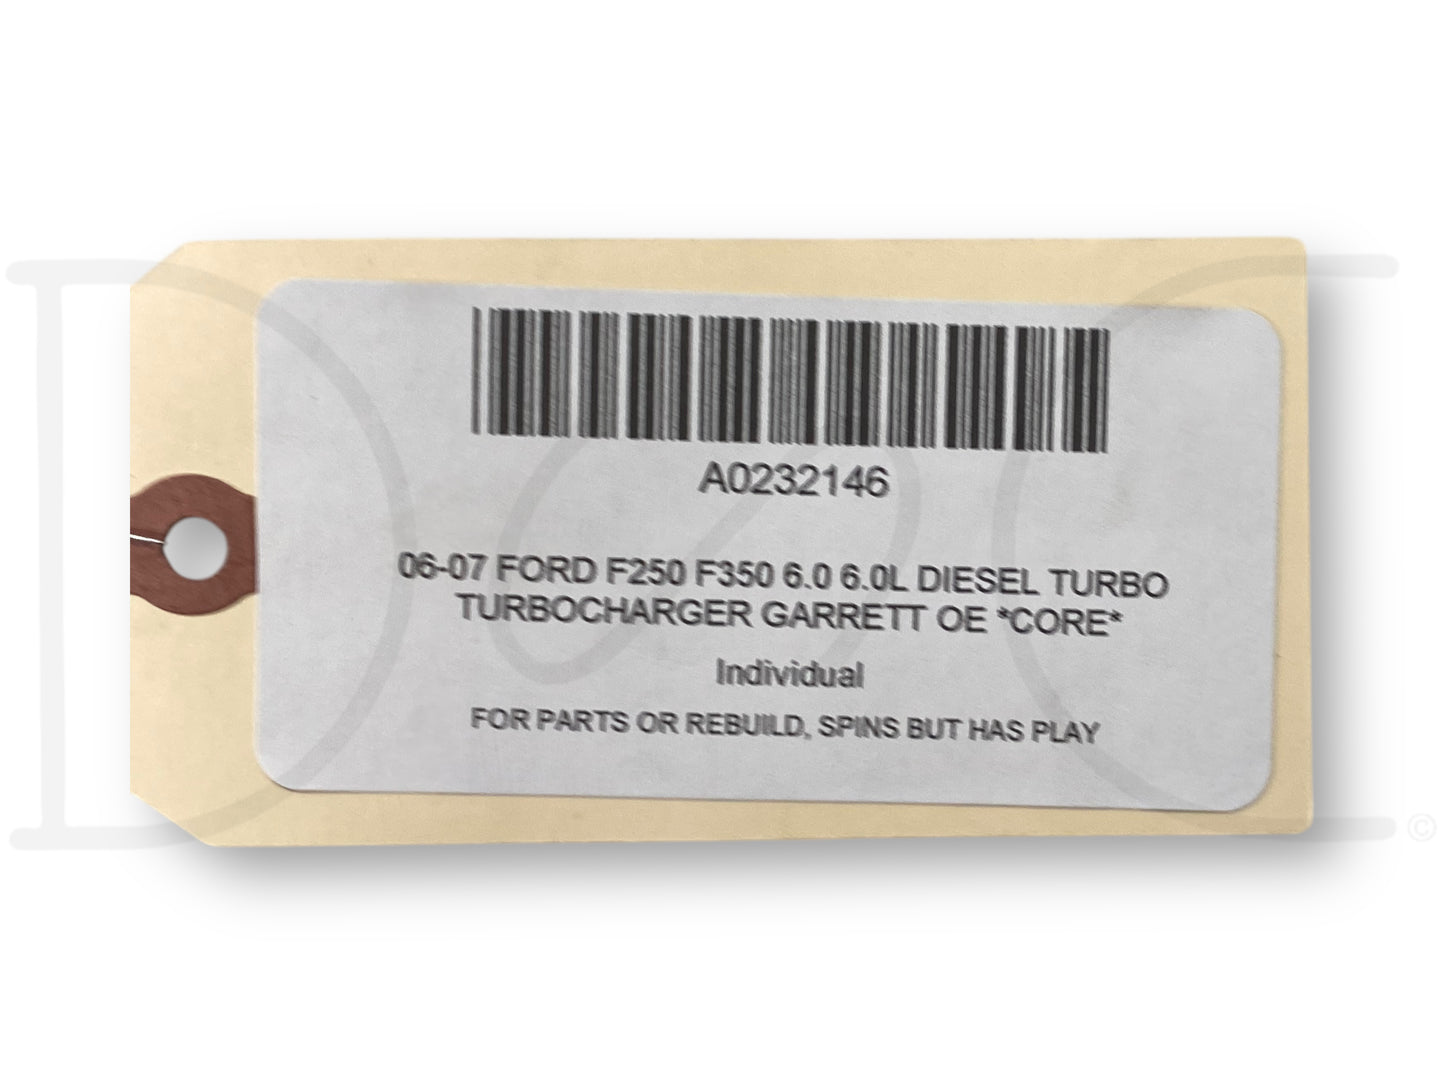 A0232146
06-07 FORD F250 F350 6.0 6.0L DIESEL TURBO
TURBOCHARGER GARRETT OE *CORE*
Individual
FOR PARTS OR REBUILD, SPINS BUT HAS PLAY
©